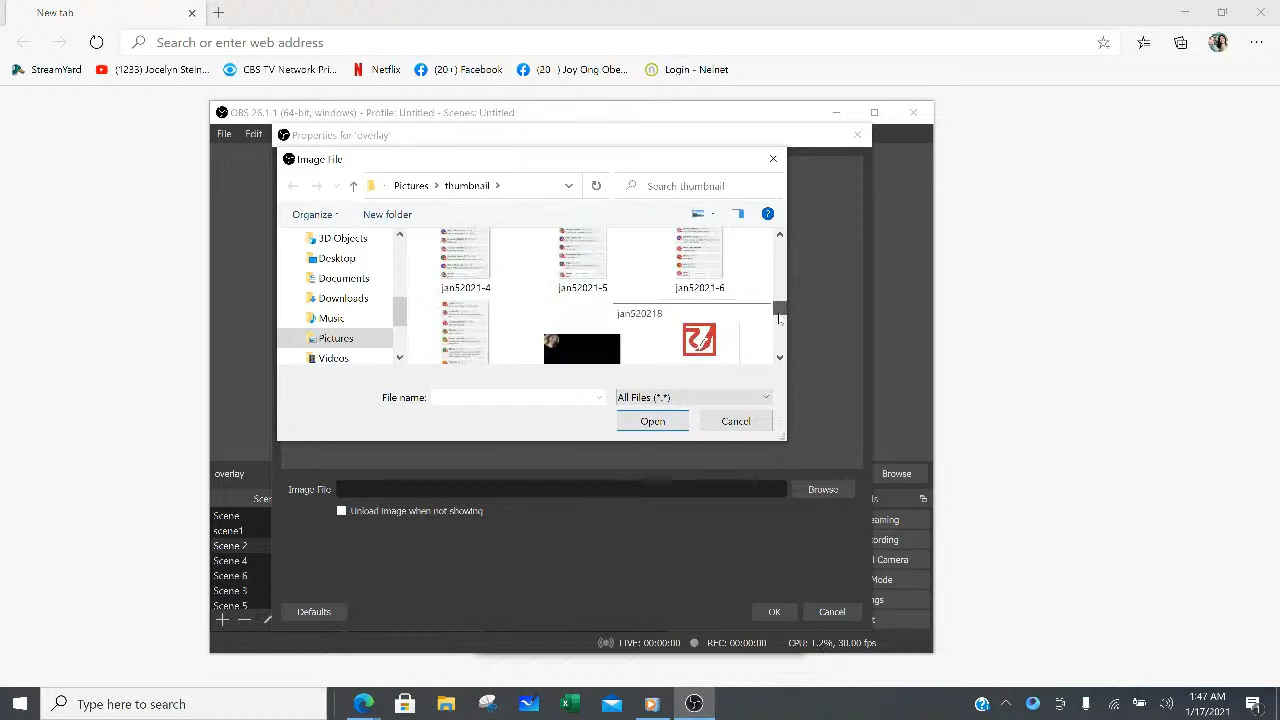 New tab
Search or enter web address
StreamYard
(1233) Jocelyn Stein...
CBS TV Network Pri...
Netflix
(20+) Facebook
(20+) Joy Ong Obe...
Login - Nelnet
OBS 26.1.1 (64-bit, windows) - Profile: Untitled - Scenes: Untitled
File
Edit
Properties for 'overlay'
Image File
Pictures
thumbnail
Search thumbnail
Organize
New folder
3D Objects
Desktop
Documents
Downloads
Music
Pictures
Videos
jan52021-4
jan52021-5
jan52021-6
jan520218
File name:
All Files (*.*)
Open
Cancel
overlay
Browse
Image File
Browse
Unload image when not showing
Scene
scene1
Scene 2
Scene 4
Scene 6
Scene 3
Scene 5
eaming
cording
l Camera
Mode
ngs
t
Defaults
OK
Cancel
LIVE: 00:00:00
REC: 00:00:00
CPU: 1.2%, 30.00 fps
Type here to search
1:47 AM
1/17/2021